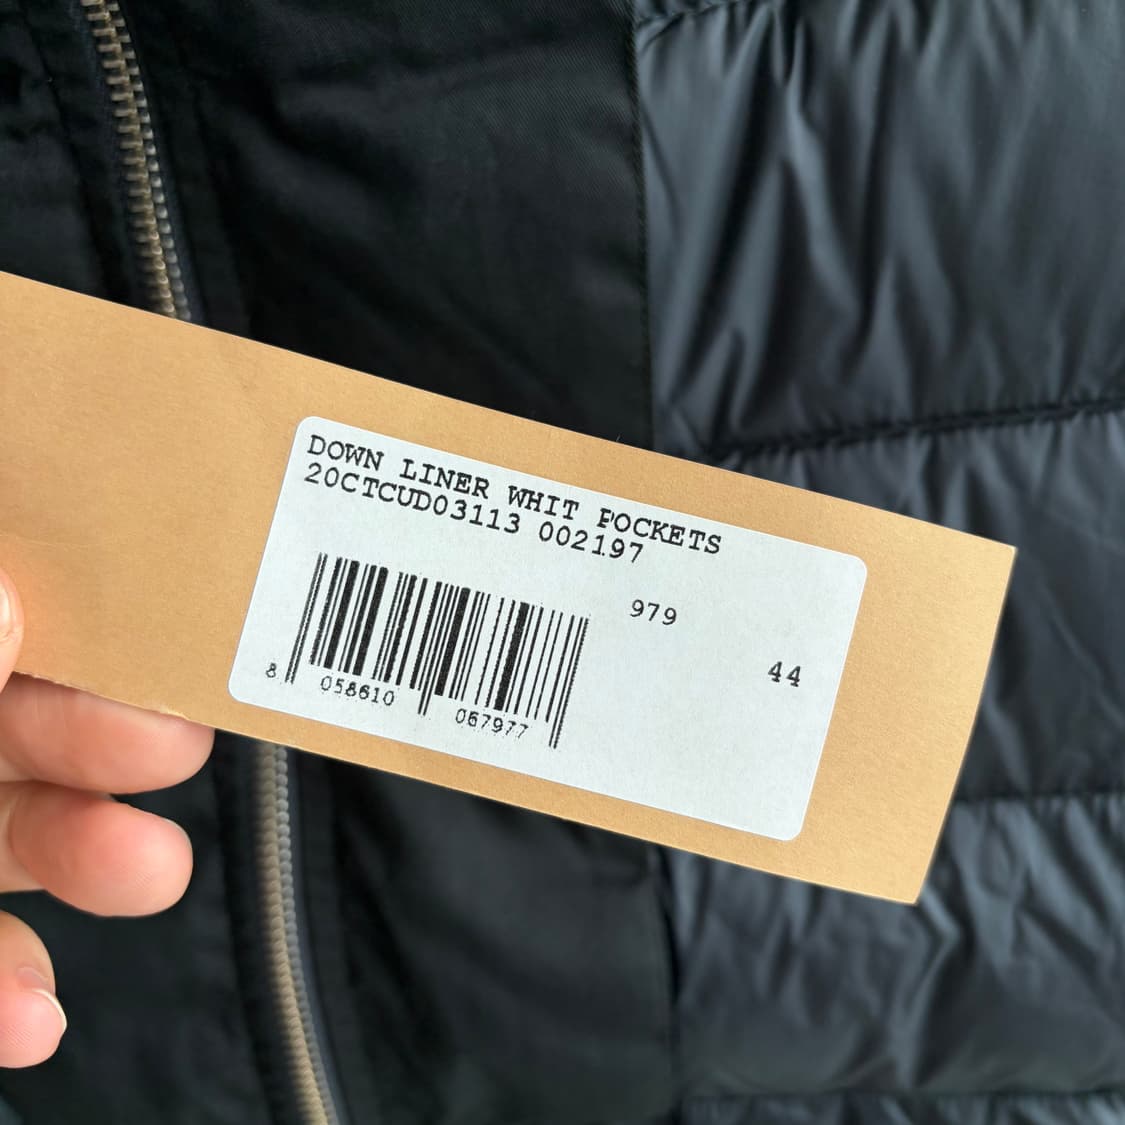 DOWN LINER WHIT POCKETS
20CTCUD03113 002197
979
44
8 058610 067977